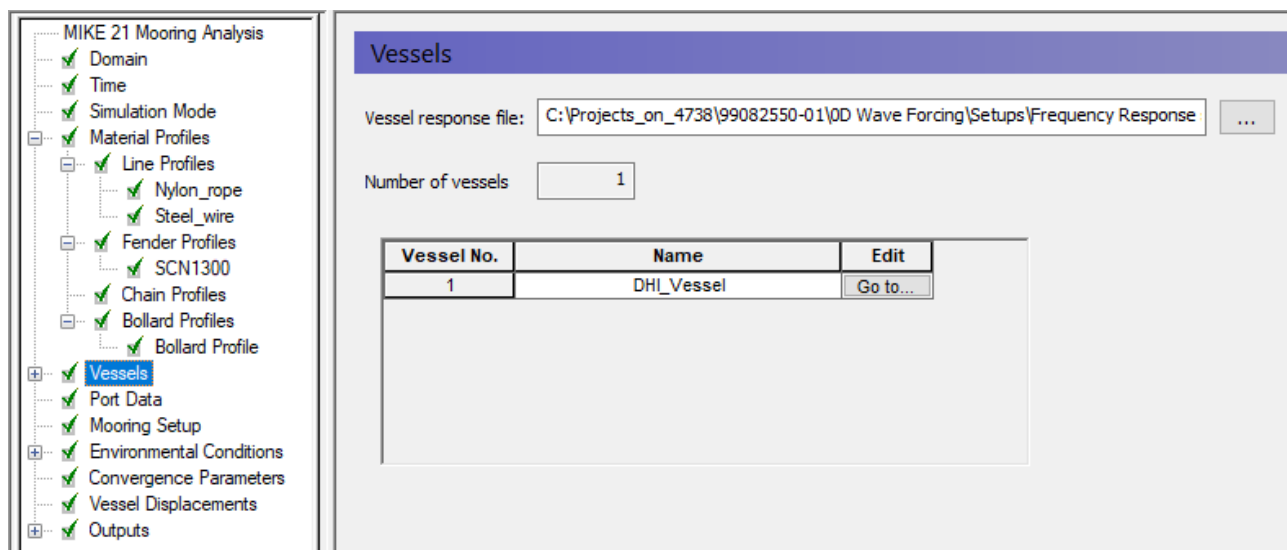 MIKE 21 Mooring Analysis
Domain
Time
Simulation Mode
Material Profiles
Line Profiles
Nylon_rope
Steel_wire
Fender Profiles
SCN1300
Chain Profiles
Bollard Profiles
Bollard Profile
Vessels
Port Data
Mooring Setup
Environmental Conditions
Convergence Parameters
Vessel Displacements
Outputs
Vessels
Vessel response file: C:\Projects_on_4738\99082550-01\0D Wave Forcing\Setups\Frequency Response ...
Number of vessels 1
Vessel No. Name Edit
1 DHI_Vessel Go to...